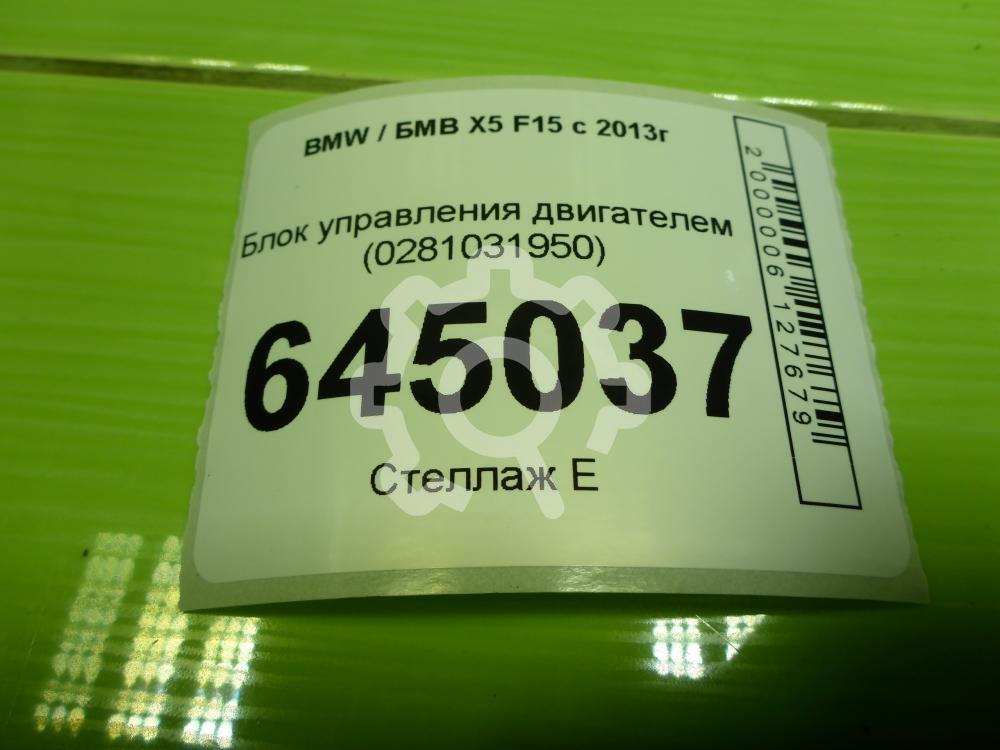 BMW / БМВ X5 F15 с 2013г
Блок управления двигателем
(0281031950)
645037
Стеллаж Е
2000006127679